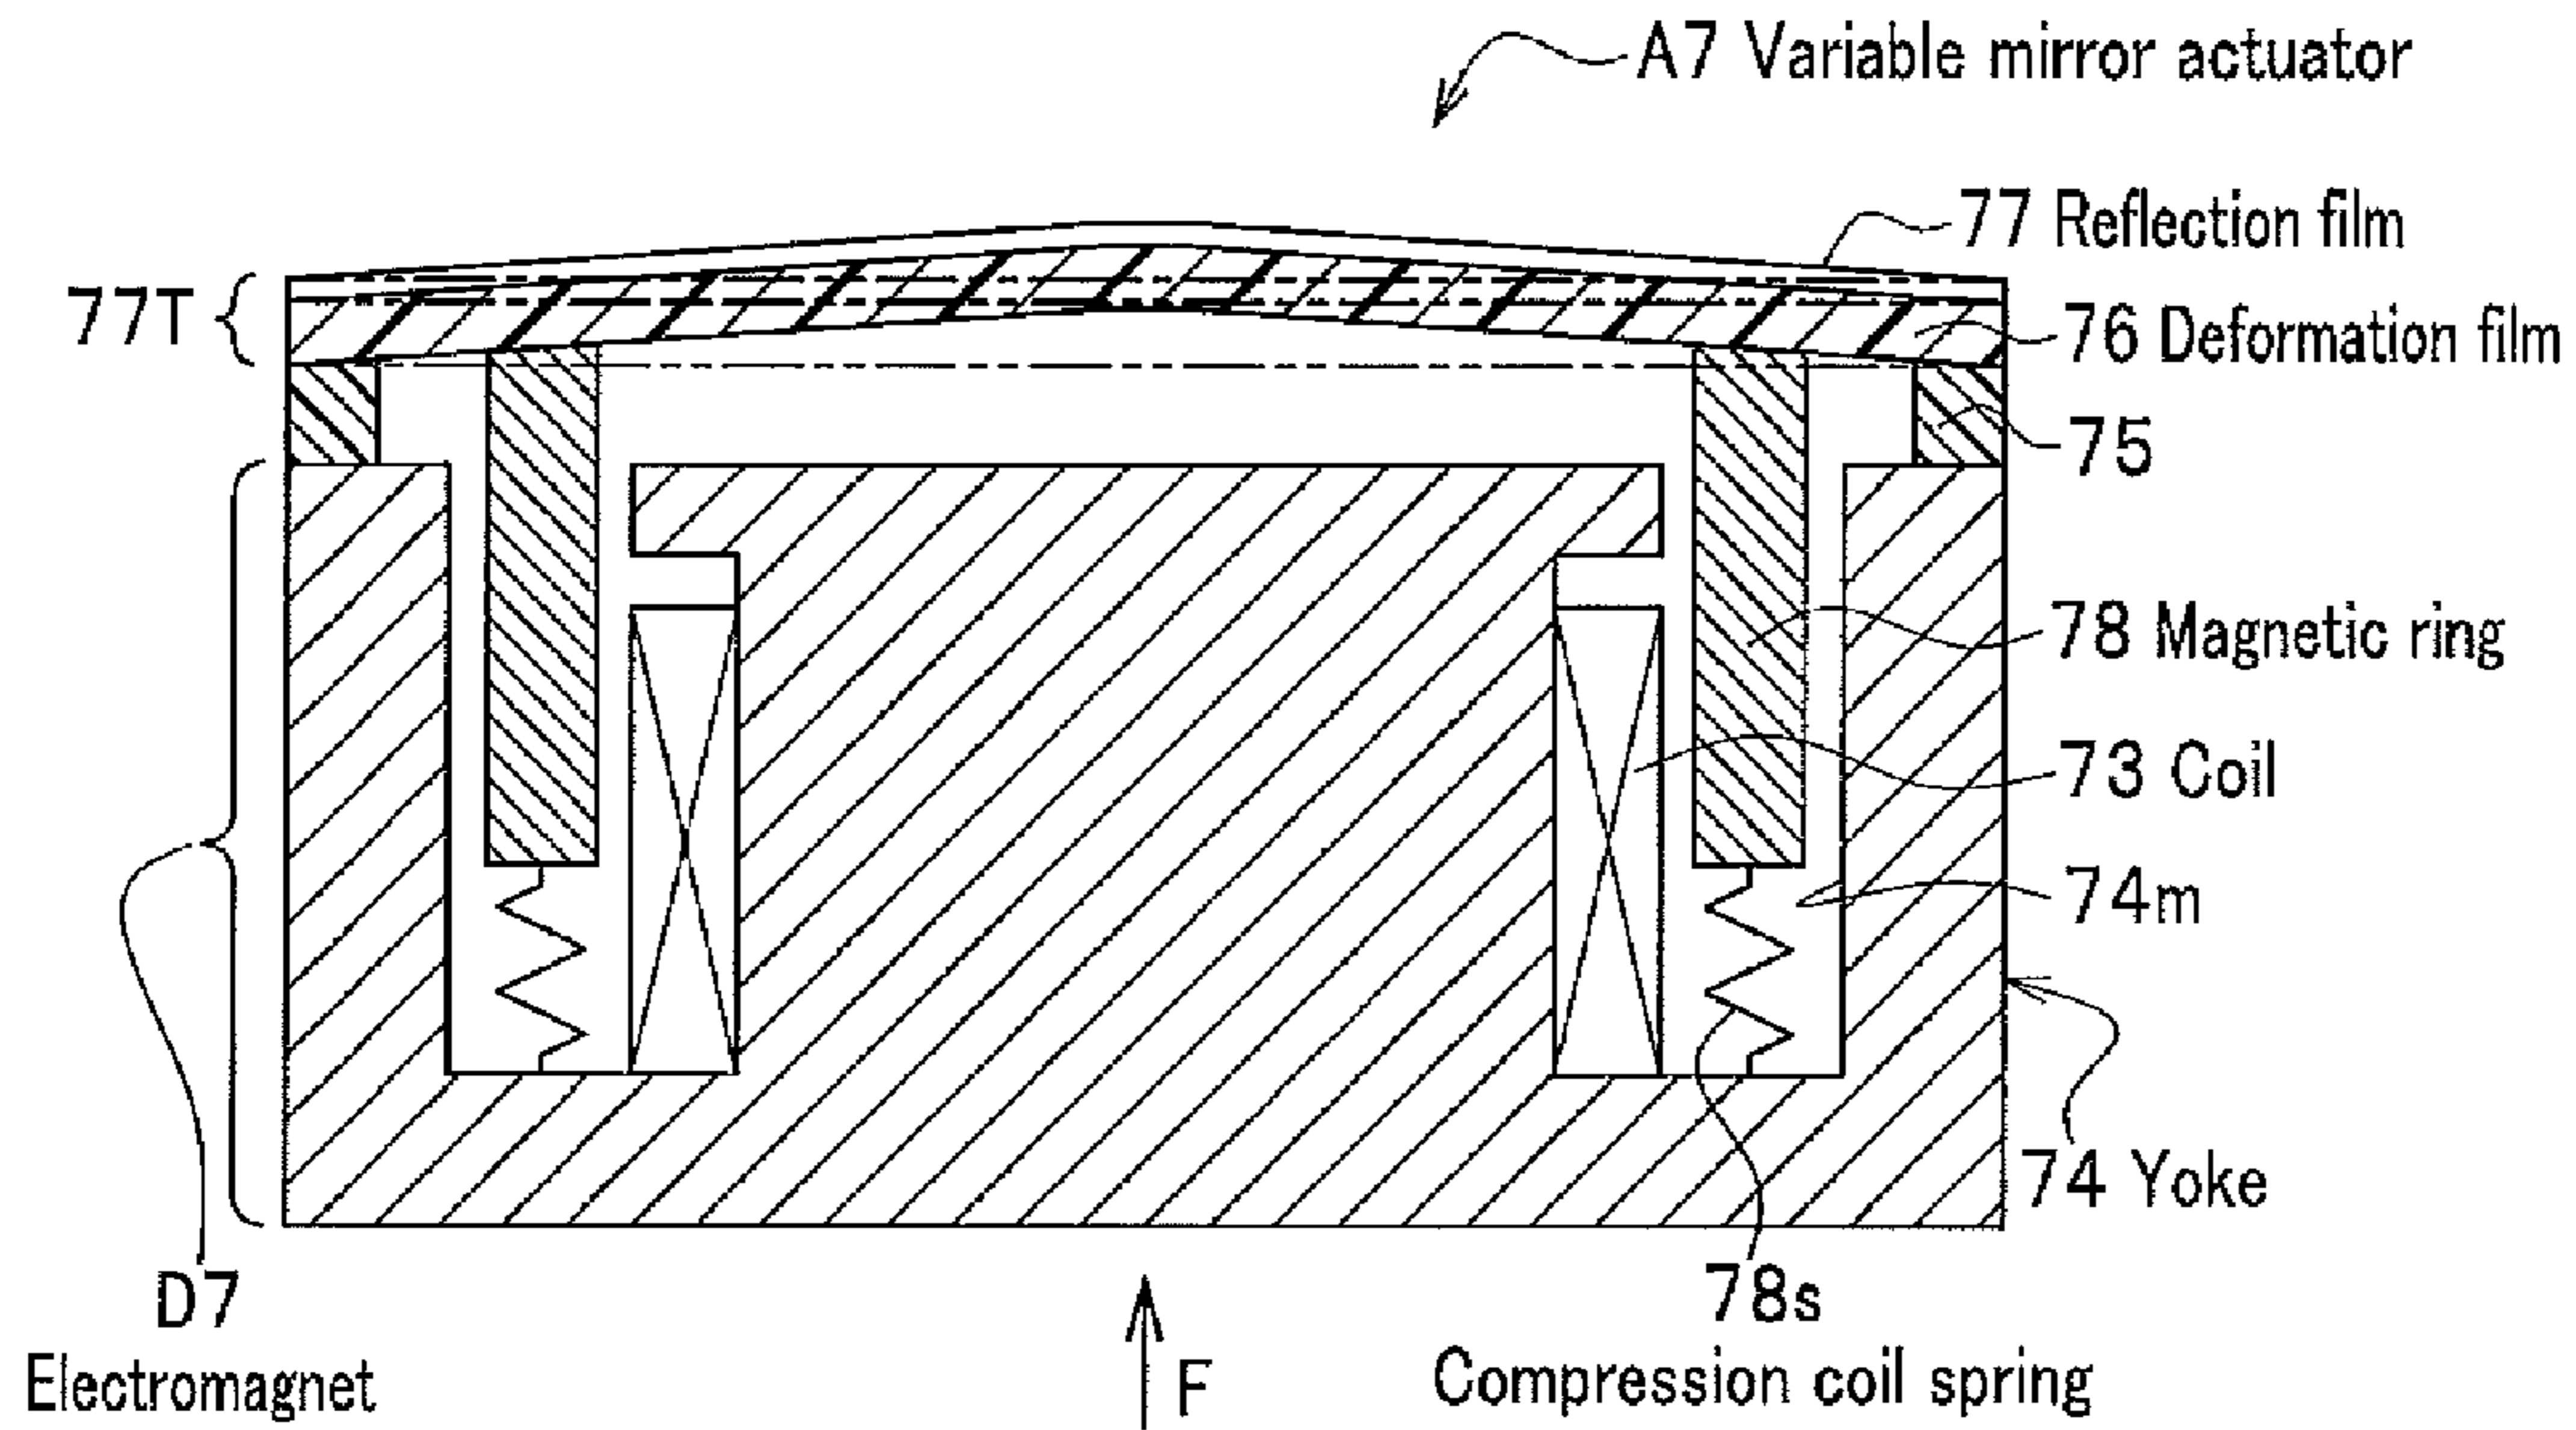 A7 Variable mirror actuator
77 Reflection film
77T
76 Deformation film
75
78 Magnetic ring
73 Coil
74m
74 Yoke
D7
Electromagnet
78s
Compression coil spring
F